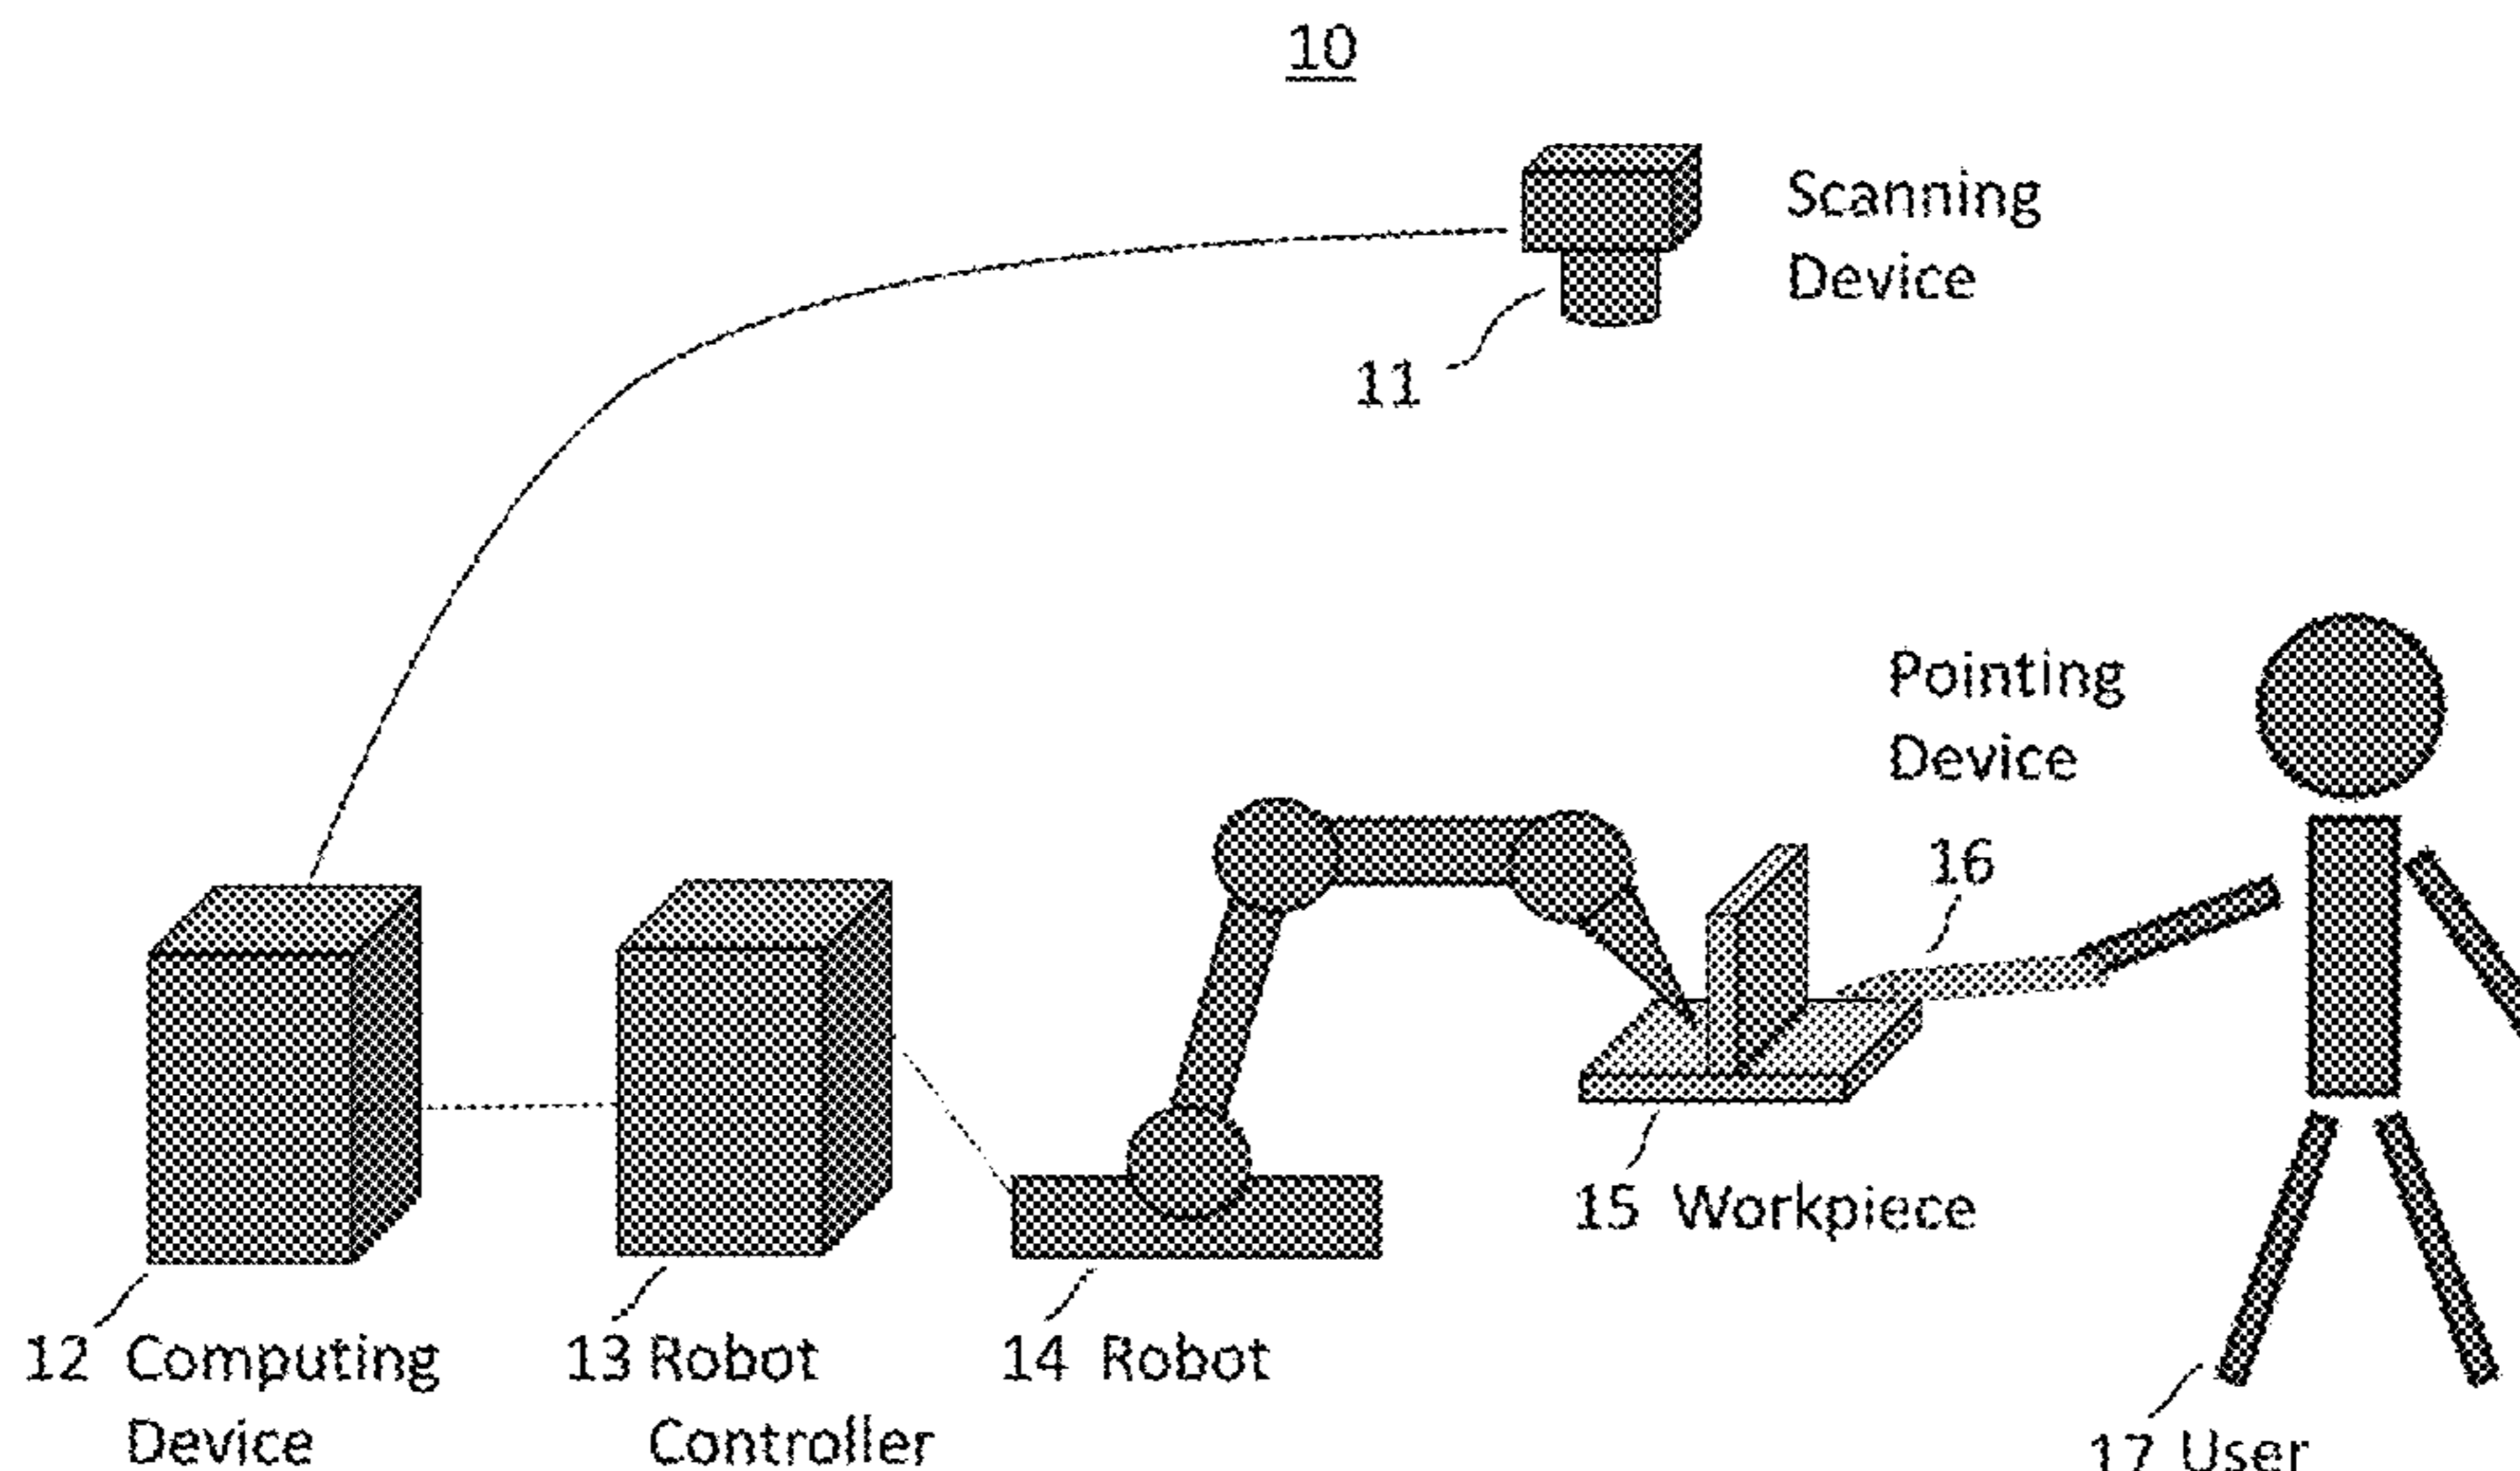 10
Scanning
Device
11
Pointing
Device
16
15 Workpiece
12 Computing
Device
13 Robot
Controller
14 Robot
17 User